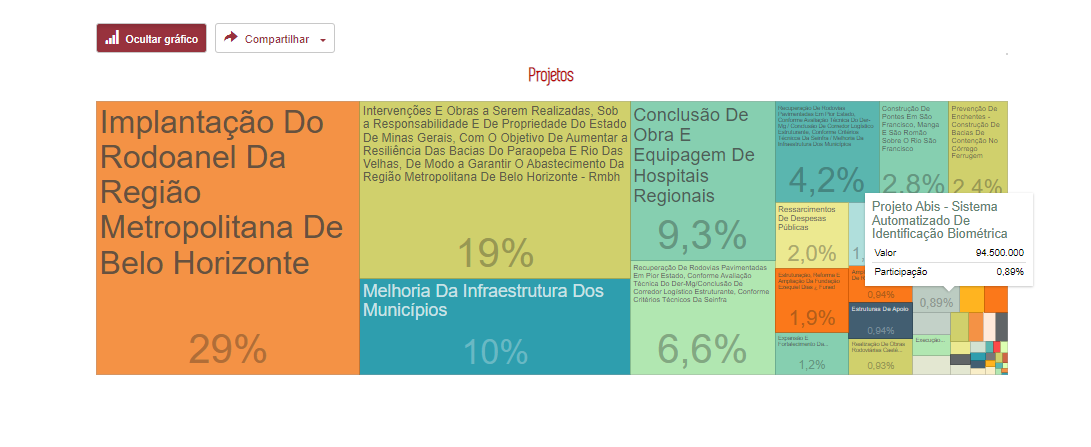 Ocultar gráfico
Compartilhar
Projetos
Implantação Do
Rodoanel Da
Região
Metropolitana De
Belo Horizonte
29%
Intervenções E Obras a Serem Realizadas, Sob
a Responsabilidade E De Propriedade Do Estado
De Minas Gerais, Com O Objetivo De Aumentar a
Resiliência Das Bacias Do Paraopeba E Rio Das
Velhas, De Modo a Garantir O Abastecimento Da
Região Metropolitana De Belo Horizonte - Rmbh
19%
Melhoria Da Infraestrutura Dos
Municípios
10%
Conclusão De
Obra E
Equipagem De
Hospitais
Regionais
9,3%
Recuperação De Rodovias Pavimentadas
Em Pior Estado, Conforme Avaliação
Técnica Do Der-Mg/Conclusão De
Corredor Logístico Estruturante, Conforme
Critérios Técnicos Da Seinfra
6,6%
Recuperação De Rodovias
Pavimentadas Em Pior Estado,
Conforme Avaliação Técnica Do Der-
Mg / Conclusão De Corredor Logístico
Estruturante, Conforme Critérios
Técnicos Da Seinfra / Melhoria Da
Infraestrutura Dos Municípios
4,2%
Construção De
Pontes Em São
Francisco, Manga
E São Romão
Sobre O Rio São
Francisco
2,8%
Prevenção De
Enchentes -
Construção De
Bacias De
Contenção No
Córrego
Ferrugem
2,4%
Ressarcimentos
De Despesas
Públicas
2,0%
Estruturação, Reforma E
Ampliação Da Fundação
Ezequiel Dias
1,9%
Expansão E
Fortalecimento Da...
1,2%
0,94%
Estruturas De Apoio
0,94%
Realização De Obras
Rodoviárias
0,93%
Projeto Abis - Sistema
Automatizado De
Identificação Biométrica
Valor 94.500.000
Participação 0,89%
0,89%
Execução...